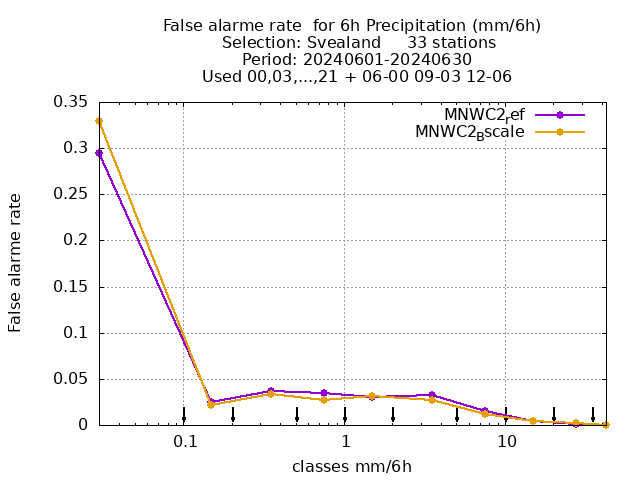 False alarme rate  for 6h Precipitation (mm/6h)
Selection: Svealand     33 stations
Period: 20240601-20240630
Used 00,03,...,21 + 06-00 09-03 12-06
MNWC2_ref
MNWC2_Bscale
False alarme rate
0.35
0.3
0.25
0.2
0.15
0.1
0.05
0
0.1
1
10
classes mm/6h